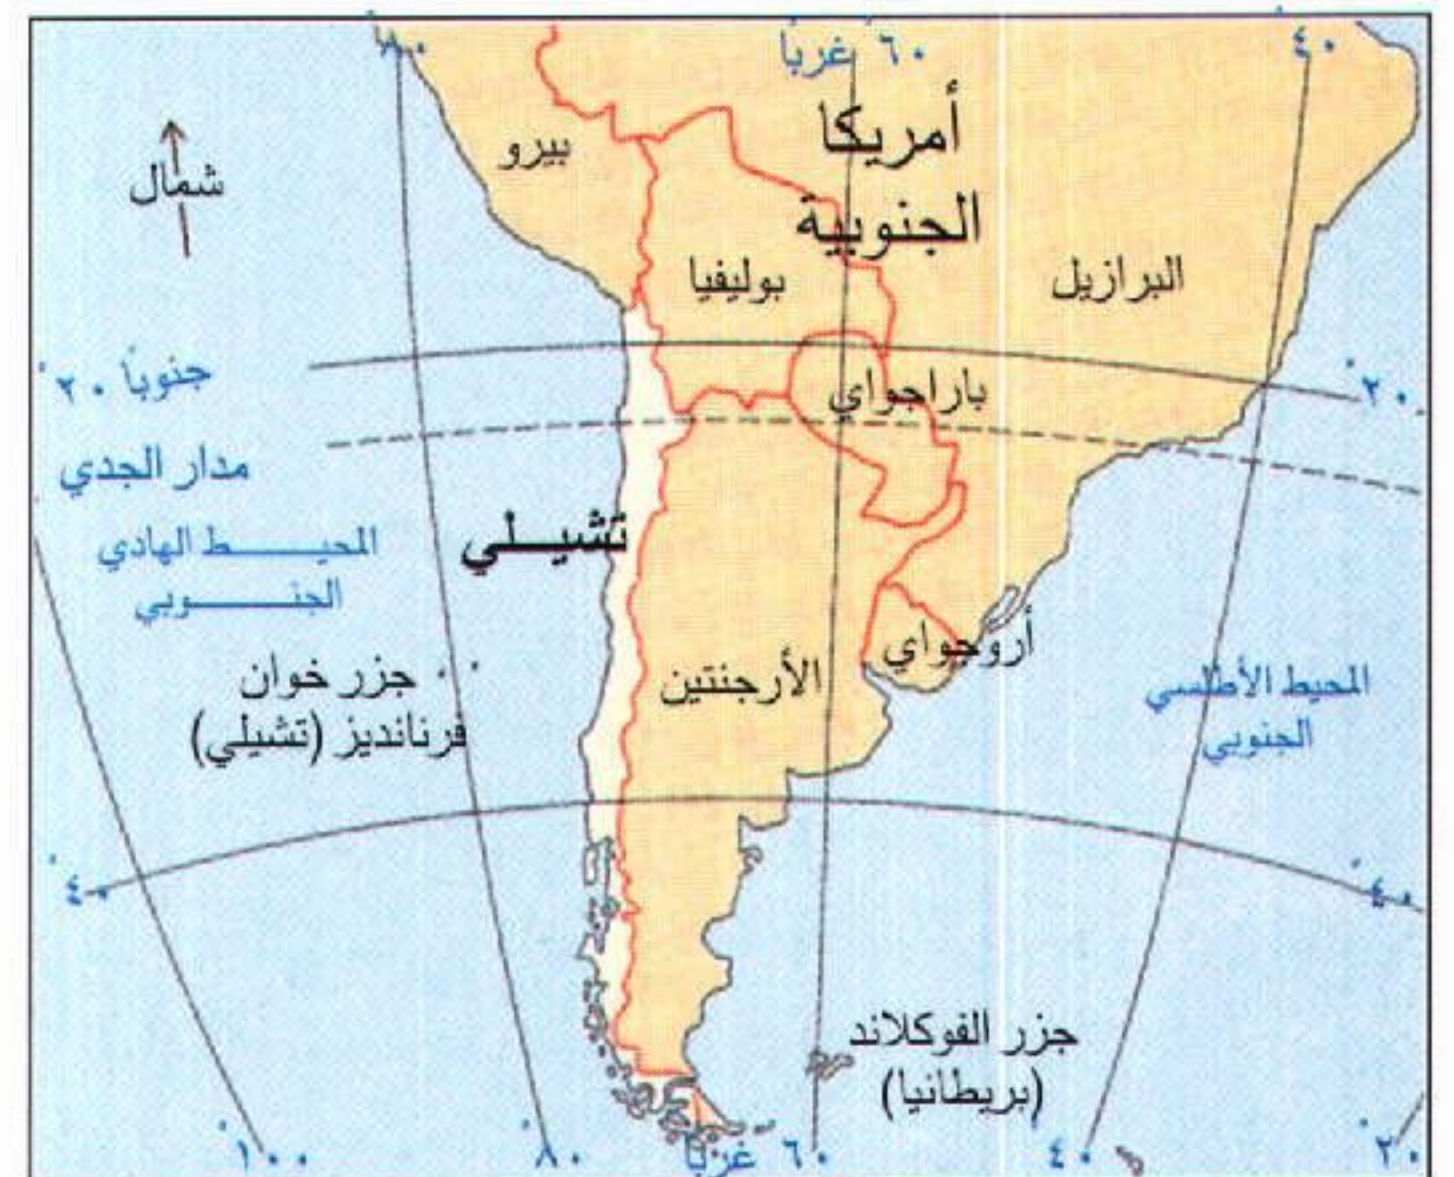 ٨٠°
٦٠° غرباً
٤٠°
أمريكا
الجنوبية
شمال
بيرو
بوليفيا
البرازيل
٢٠° جنوباً
باراجواي
٢٠°
مدار الجدي
المحيط الهادي
الجنوبي
تشيلي
أروجواي
جزر خوان
فرنانديز (تشيلي)
الأرجنتين
المحيط الأطلسي
الجنوبي
٤٠°
٤٠°
جزر الفوكلاند
(بريطانيا)
١٠٠°
٨٠°
٦٠° غرباً
٤٠°
٢٠°